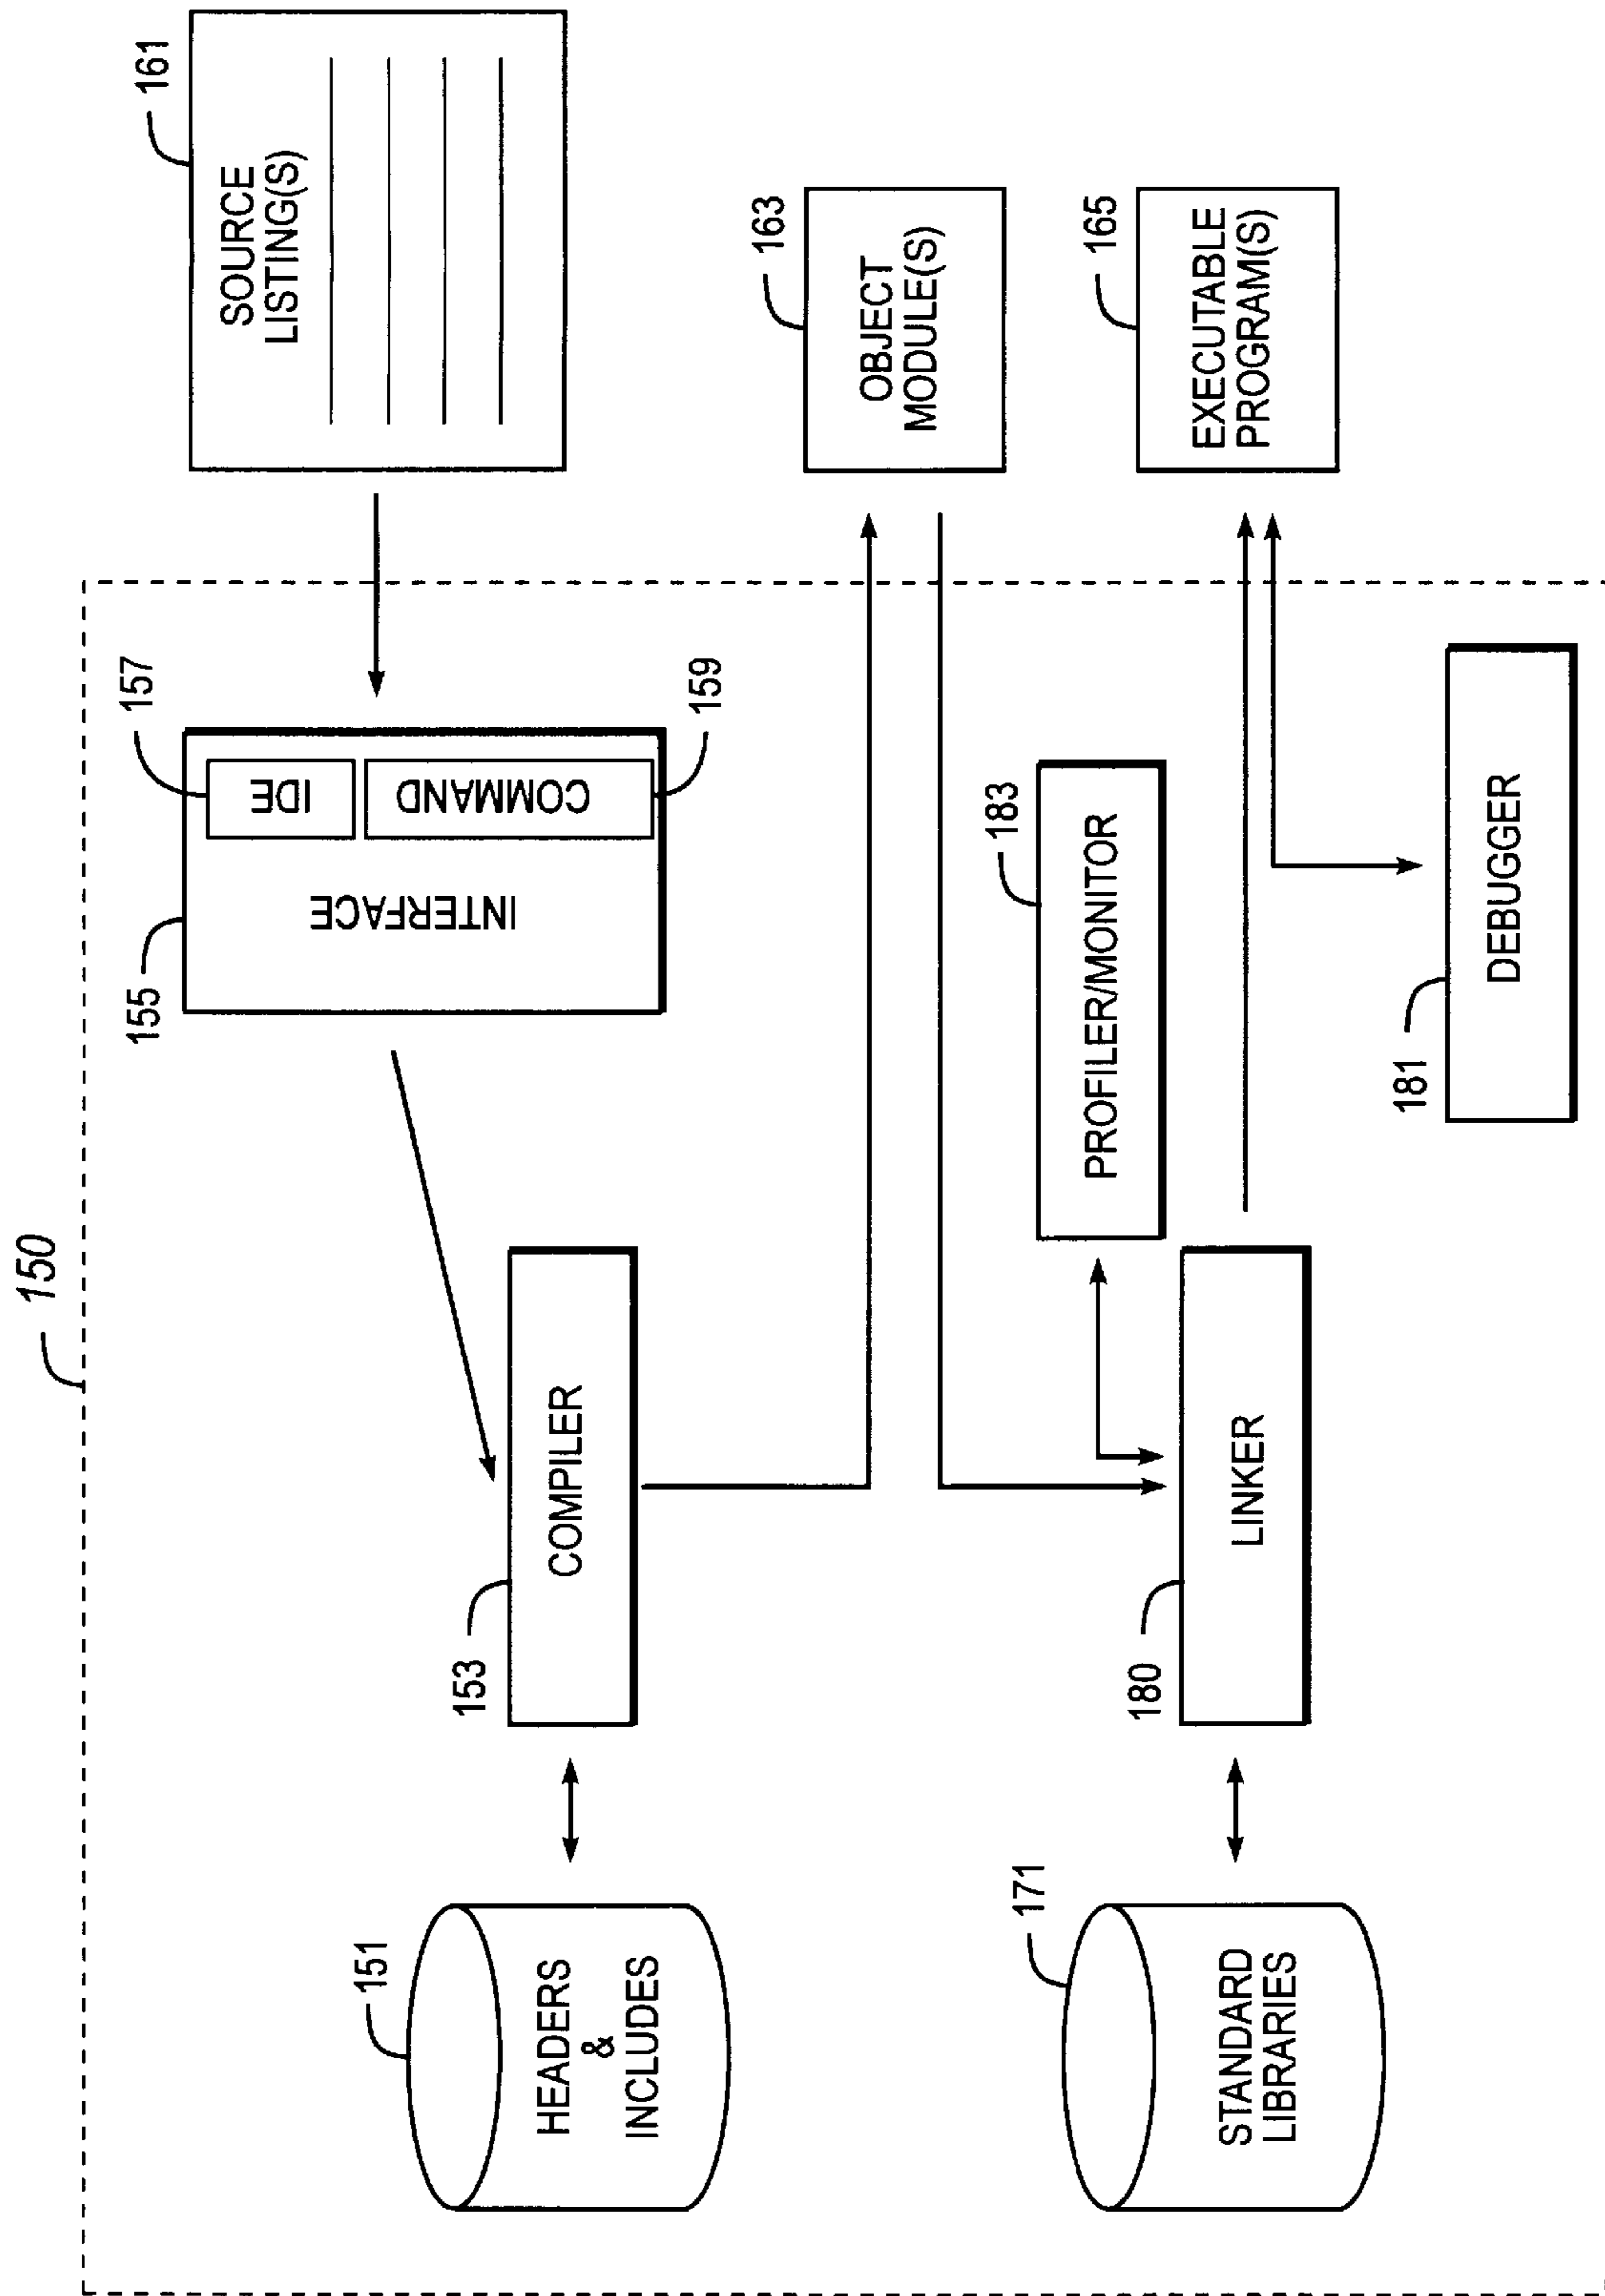 150
155
157
161
INTERFACE
IDE
COMMAND
159
SOURCE
LISTING(S)
151
HEADERS
&
INCLUDES
153
COMPILER
163
OBJECT
MODULE(S)
183
PROFILER/MONITOR
171
STANDARD
LIBRARIES
180
LINKER
165
EXECUTABLE
PROGRAM(S)
181
DEBUGGER